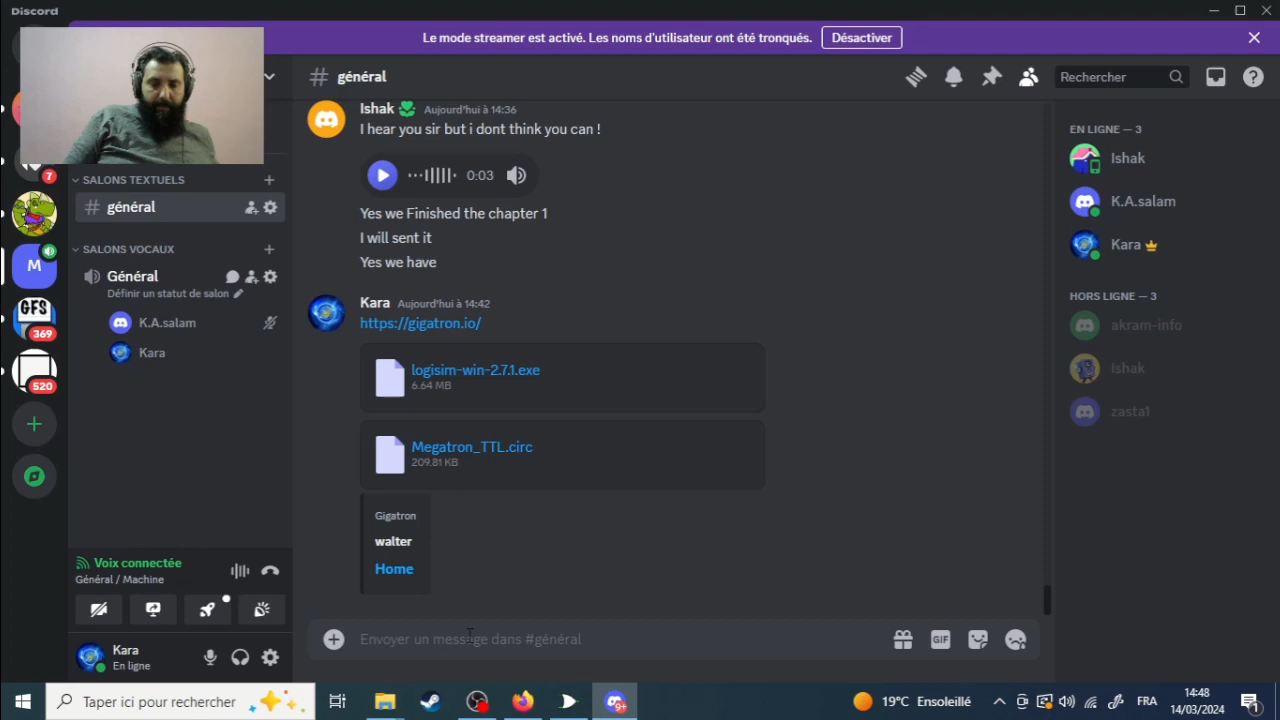 Discord
Le mode streamer est activé. Les noms d'utilisateur ont été tronqués.
Désactiver
général
Rechercher
7
369
520
SALONS TEXTUELS
général
SALONS VOCAUX
Général
Définir un statut de salon
K.A.salam
Kara
Voix connectée
Général / Machine
Kara
En ligne
M
GFS
Ishak Aujourd'hui à 14:36
I hear you sir but i dont think you can !
0:03
Yes we Finished the chapter 1
I will sent it
Yes we have
Kara Aujourd'hui à 14:42
https://gigatron.io/
logisim-win-2.7.1.exe
6.64 MB
Megatron_TTL.circ
209.81 KB
Gigatron
walter
Home
Envoyer un message dans #général
GIF
EN LIGNE — 3
Ishak
K.A.salam
Kara
HORS LIGNE — 3
akram-info
Ishak
zasta1
Taper ici pour rechercher
9+
19°C Ensoleillé
FRA
14:48
14/03/2024
1